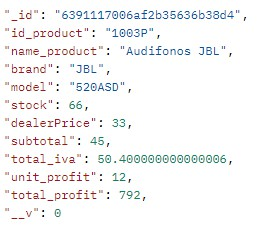 "_id": "6391117006af2b35636b38d4",
"id_product": "1003P",
"name_product": "Audifonos JBL",
"brand": "JBL",
"model": "520ASD",
"stock": 66,
"dealerPrice": 33,
"subtotal": 45,
"total_iva": 50.400000000000006,
"unit_profit": 12,
"total_profit": 792,
"__v": 0